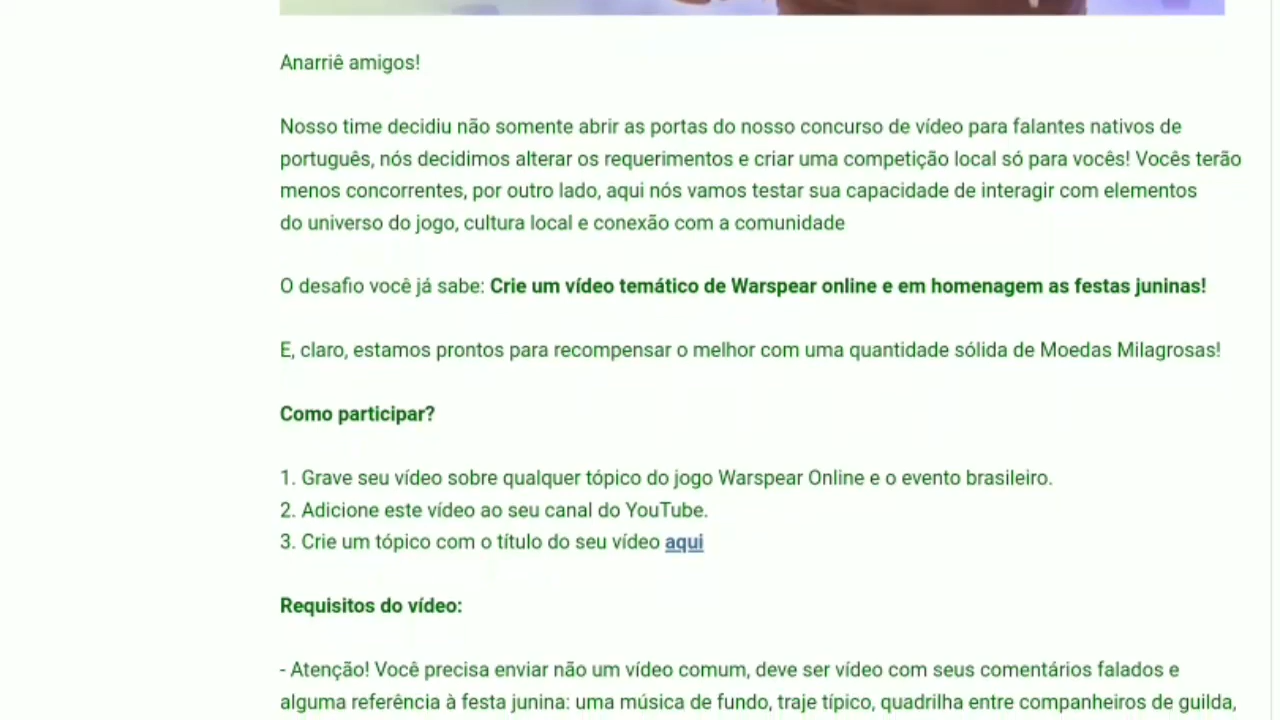 Anarriê amigos!
Nosso time decidiu não somente abrir as portas do nosso concurso de vídeo para falantes nativos de
português, nós decidimos alterar os requerimentos e criar uma competição local só para vocês! Vocês terão
menos concorrentes, por outro lado, aqui nós vamos testar sua capacidade de interagir com elementos
do universo do jogo, cultura local e conexão com a comunidade
O desafio você já sabe: Crie um vídeo temático de Warspear online e em homenagem as festas juninas!
E, claro, estamos prontos para recompensar o melhor com uma quantidade sólida de Moedas Milagrosas!
Como participar?
1. Grave seu vídeo sobre qualquer tópico do jogo Warspear Online e o evento brasileiro.
2. Adicione este vídeo ao seu canal do YouTube.
3. Crie um tópico com o título do seu vídeo aqui
Requisitos do vídeo:
- Atenção! Você precisa enviar não um vídeo comum, deve ser vídeo com seus comentários falados e
alguma referência à festa junina: uma música de fundo, traje típico, quadrilha entre companheiros de guilda,